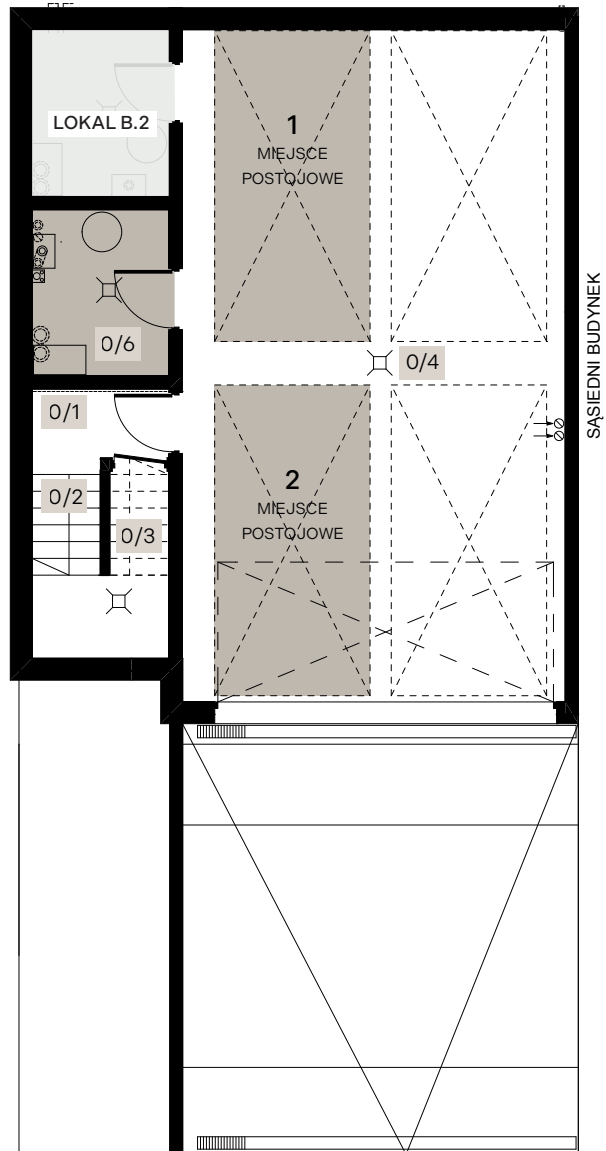 LOKAL B.2
1
MIEJSCE
POSTOJOWE
0/6
0/4
SĄSIEDNI BUDYNEK
0/1
0/2
0/3
2
MIEJSCE
POSTOJOWE